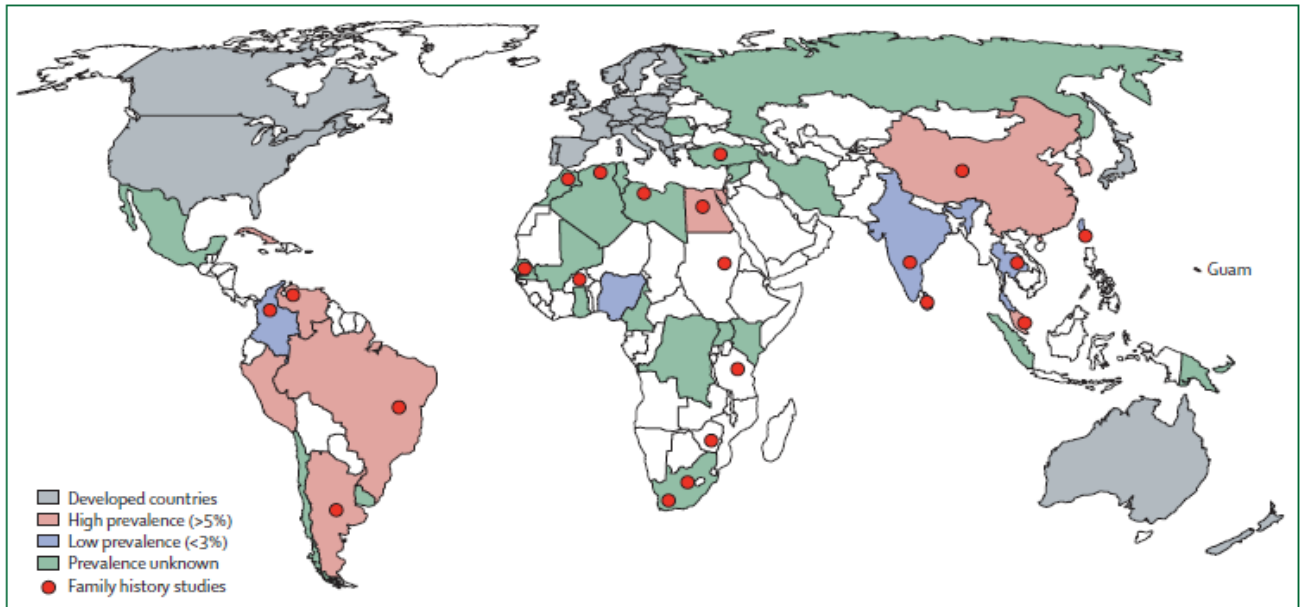 Guam
Developed countries
High prevalence (>5%)
Low prevalence (<3%)
Prevalence unknown
Family history studies